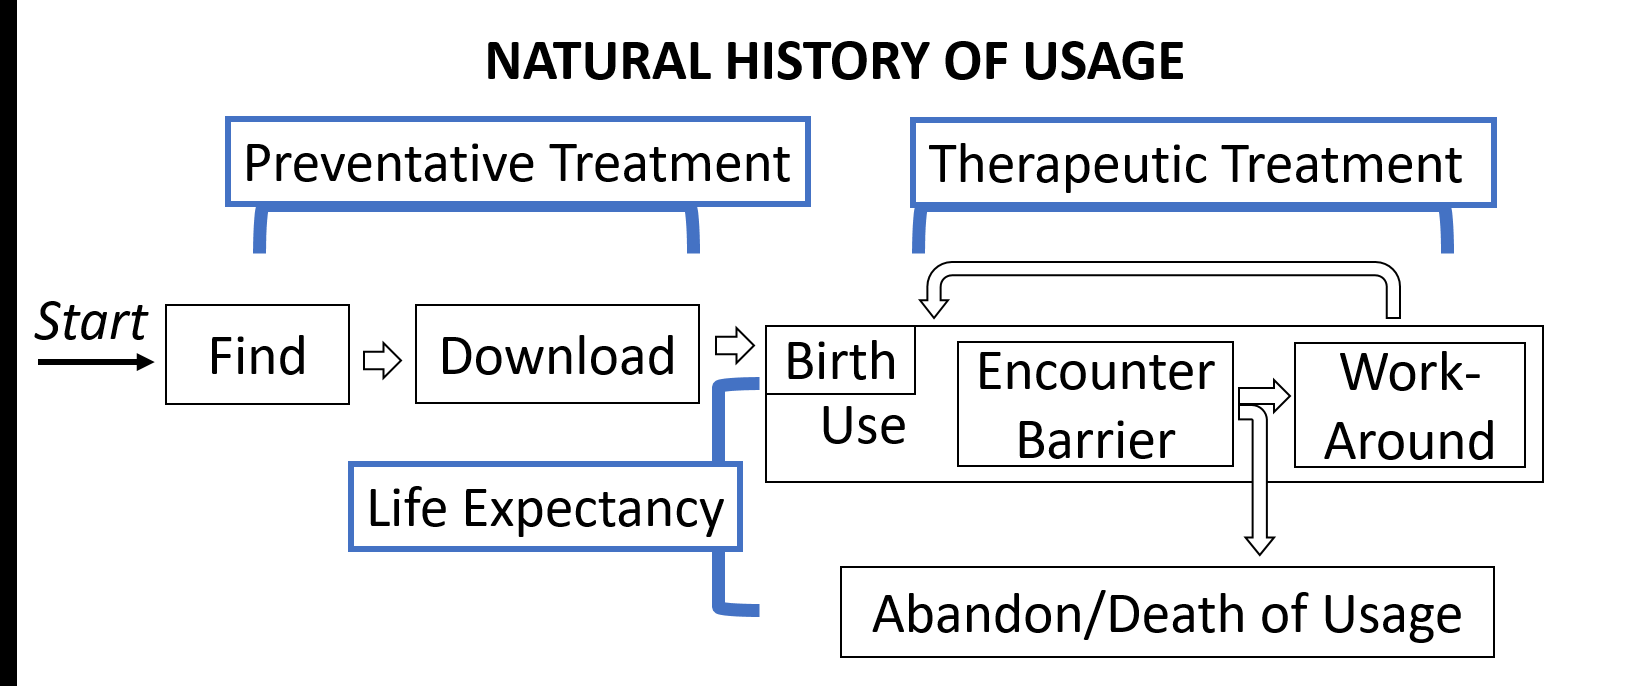 NATURAL HISTORY OF USAGE
Preventative Treatment
Therapeutic Treatment
Start
Find
Download
Birth
Use
Encounter
Barrier
Work-
Around
Life Expectancy
Abandon/Death of Usage